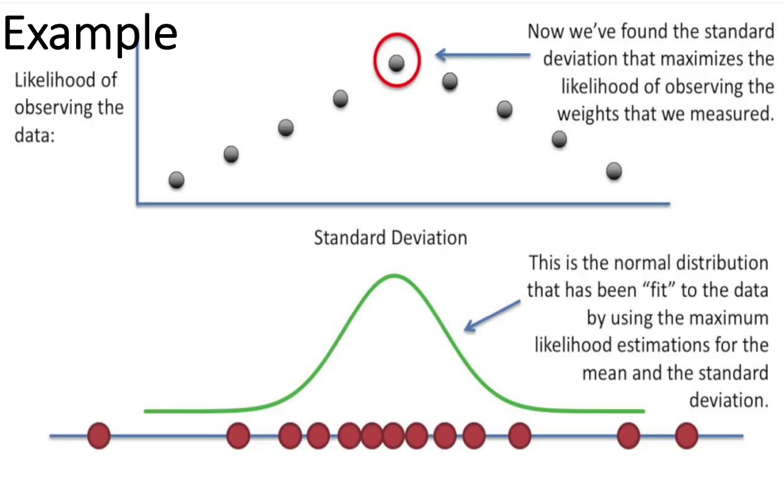 Example
Likelihood of
observing the
data:
Now we've found the standard
deviation that maximizes the
likelihood of observing the
weights that we measured.
Standard Deviation
This is the normal distribution
that has been “fit” to the data
by using the maximum
likelihood estimations for the
mean and the standard
deviation.